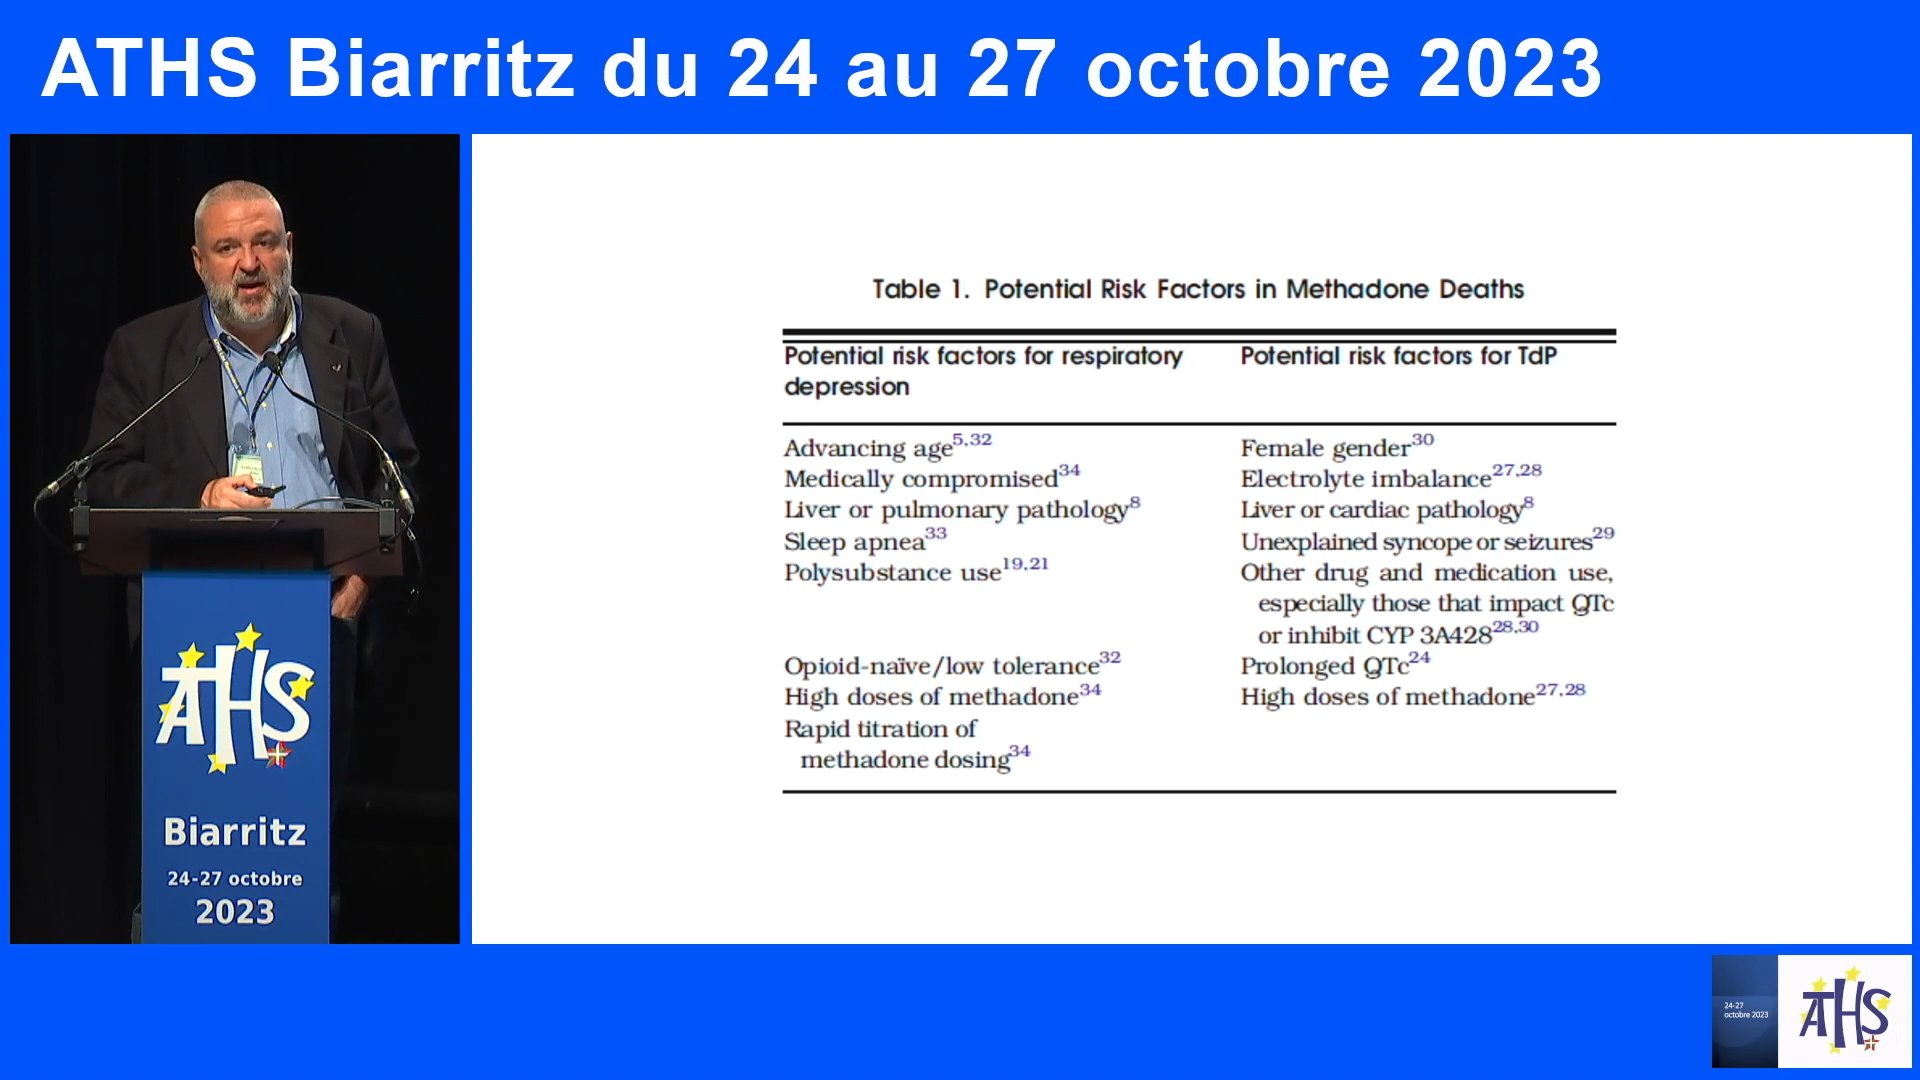 ATHS Biarritz du 24 au 27 octobre 2023
ATHS
Biarritz
24-27 octobre
2023
Table 1. Potential Risk Factors in Methadone Deaths
Potential risk factors for respiratory depression
Potential risk factors for TdP
Advancing age5,32
Female gender30
Medically compromised34
Electrolyte imbalance27,28
Liver or pulmonary pathology8
Liver or cardiac pathology8
Sleep apnea33
Unexplained syncope or seizures29
Polysubstance use19,21
Other drug and medication use,
especially those that impact QTc
or inhibit CYP 3A42828,30
Opioid-naïve/low tolerance32
Prolonged QTc24
High doses of methadone34
High doses of methadone27,28
Rapid titration of
methadone dosing34
24-27
octobre 2023
ATHS